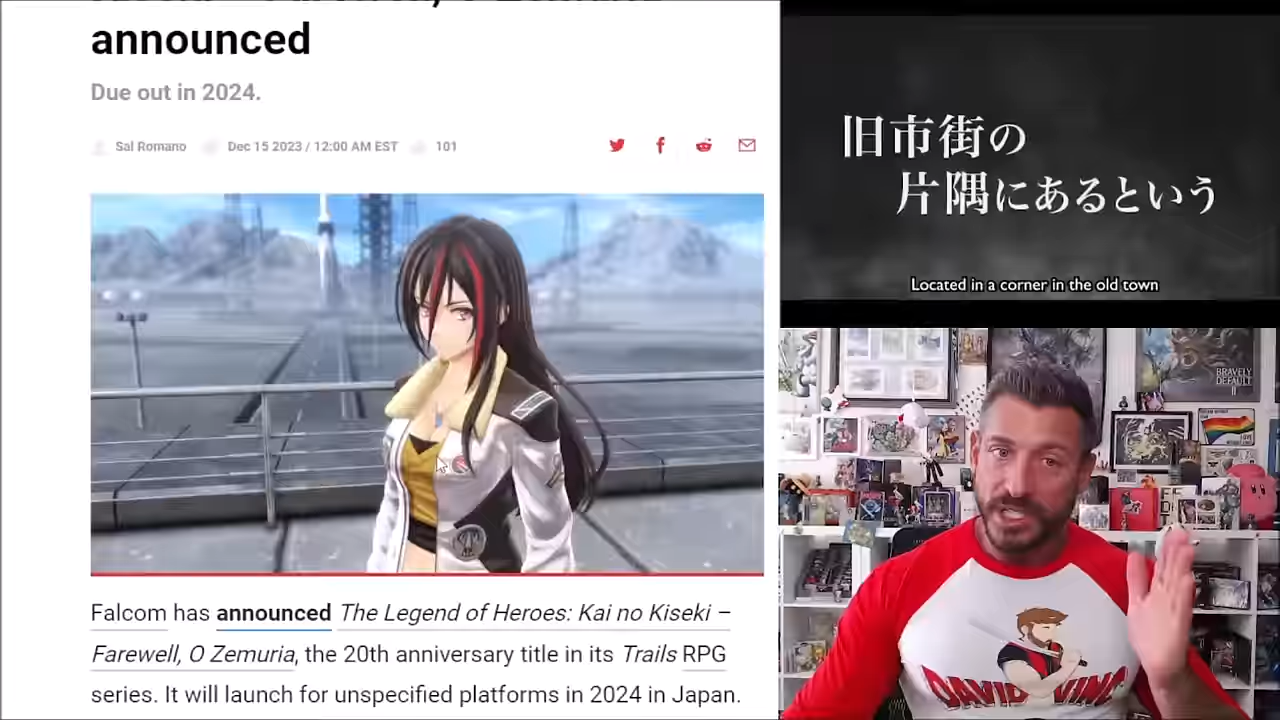 announced
Due out in 2024.
Sal Romano Dec 15 2023 / 12:00 AM EST 101
Falcom has announced The Legend of Heroes: Kai no Kiseki –
Farewell, O Zemuria, the 20th anniversary title in its Trails RPG
series. It will launch for unspecified platforms in 2024 in Japan.
旧市街の
片隅にあるという
Located in a corner in the old town
BRAVELY
DEFAULT
II
DAVID VINC